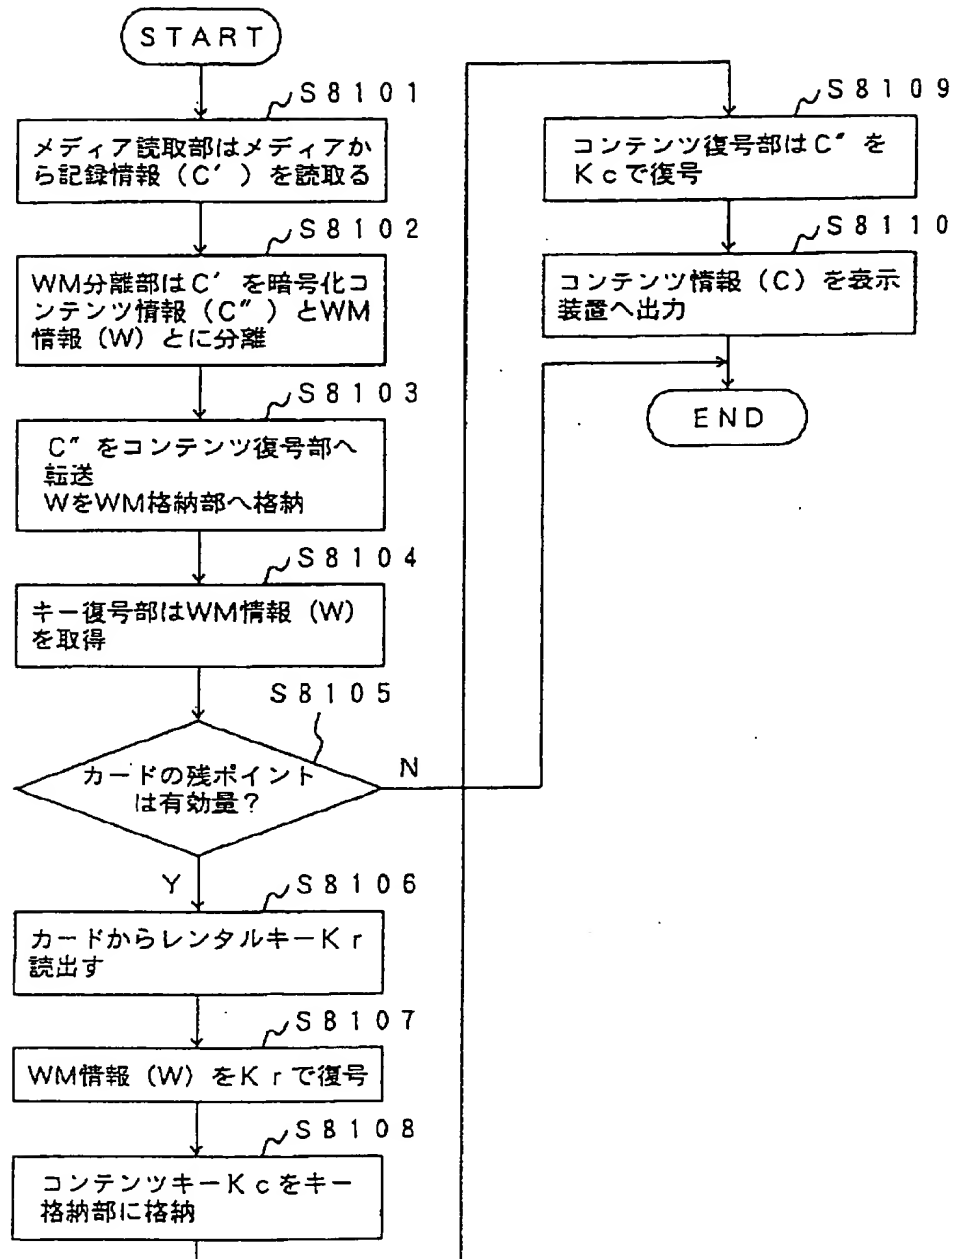 START
S8101
メディア読取部はメディアか
ら記録情報（C′）を読取る
S8102
WM分離部はC′を暗号化コ
ンテンツ情報（C″）とWM
情報（W）とに分離
S8103
C″をコンテンツ復号部へ
転送
WをWM格納部へ格納
S8104
キー復号部はWM情報（W）
を取得
S8105
カードの残ポイント
は有効量？
N
Y
S8106
カードからレンタルキーKr
読出す
S8107
WM情報（W）をKrで復号
S8108
コンテンツキーKcをキー
格納部に格納
S8109
コンテンツ復号部はC″を
Kcで復号
S8110
コンテンツ情報（C）を表示
装置へ出力
END